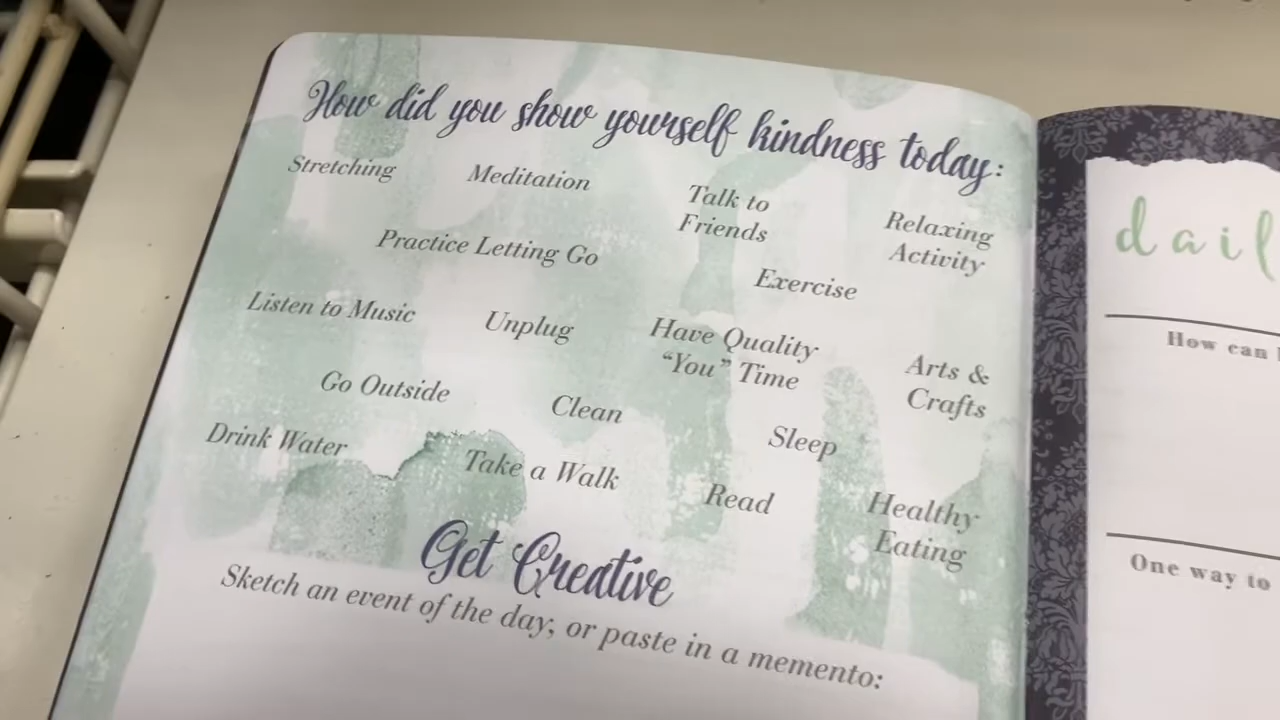 How did you show yourself kindness today:
Stretching
Meditation
Talk to
Friends
Relaxing
Activity
Practice Letting Go
Exercise
Listen to Music
Unplug
Have Quality
“You” Time
Arts &
Crafts
Go Outside
Clean
Sleep
Drink Water
Take a Walk
Read
Healthy
Eating
Get Creative
Sketch an event of the day, or paste in a memento:
dail
How can
One way to